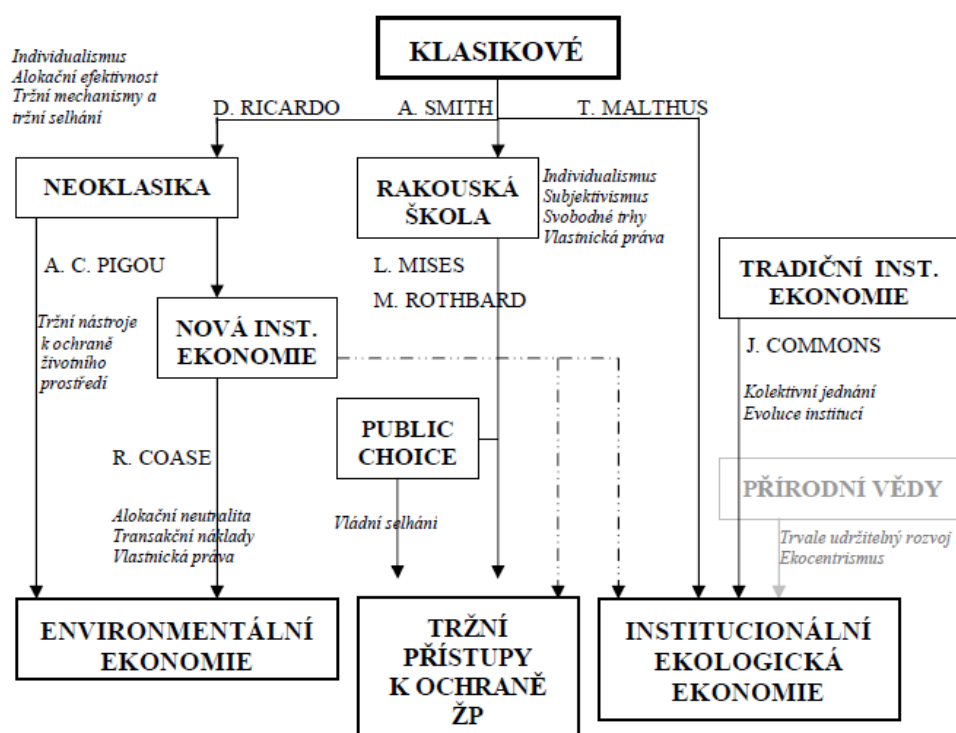 KLASIKOVÉ
Individualismus
Alokační efektivnost
Tržní mechanismy a
tržní selhání
D. RICARDO
A. SMITH
T. MALTHUS
NEOKLASIKA
RAKOUSKÁ
ŠKOLA
Individualismus
Subjektivismus
Svobodné trhy
Vlastnická práva
A. C. PIGOU
L. MISES
M. ROTHBARD
TRADIČNÍ INST.
EKONOMIE
Tržní nástroje
k ochraně
životního
prostředí
NOVÁ INST.
EKONOMIE
J. COMMONS
Kolektivní jednání
Evoluce institucí
PUBLIC
CHOICE
R. COASE
PŘÍRODNÍ VĚDY
Alokační neutralita
Transakční náklady
Vlastnická práva
Vládní selhání
Trvale udržitelný rozvoj
Ekocentrismus
ENVIRONMENTÁLNÍ
EKONOMIE
TRŽNÍ
PŘÍSTUPY
K OCHRANĚ
ŽP
INSTITUCIONÁLNÍ
EKOLOGICKÁ
EKONOMIE